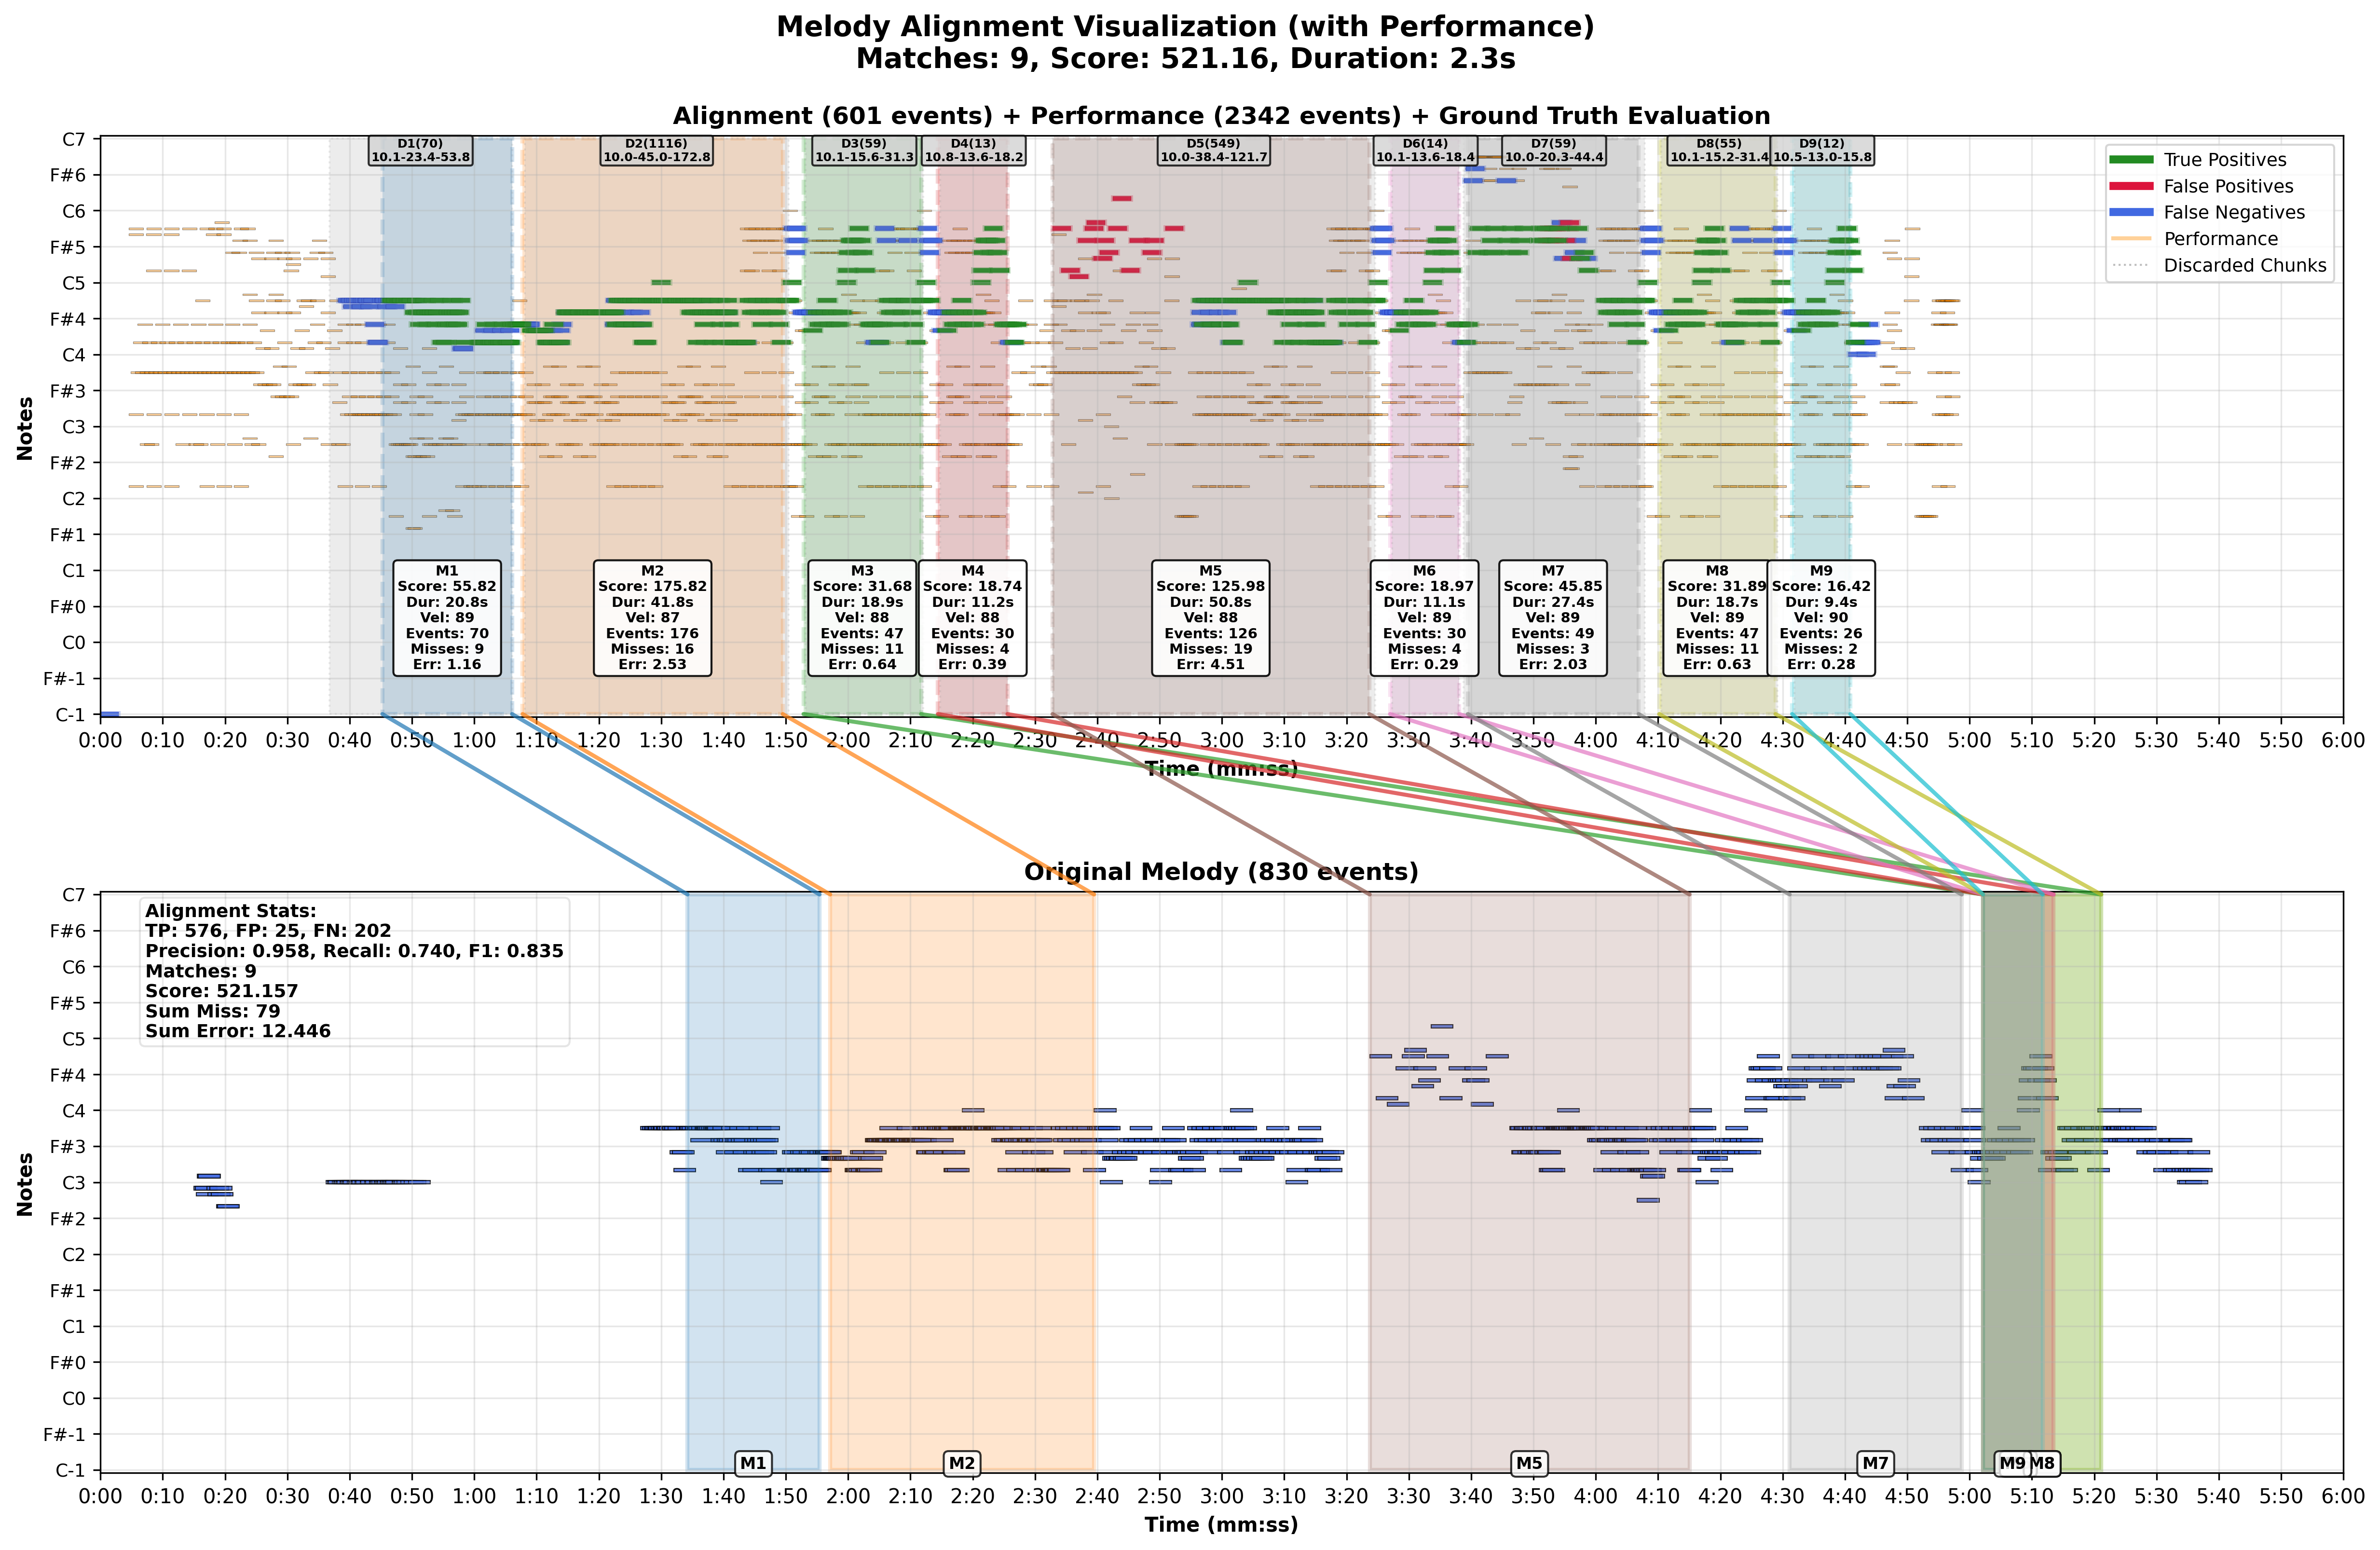 Melody Alignment Visualization (with Performance)
Matches: 9, Score: 521.16, Duration: 2.3s
Alignment (601 events) + Performance (2342 events) + Ground Truth Evaluation
D1(70)
10.1-23.4-53.8
D2(1116)
10.0-45.0-172.8
D3(59)
10.1-15.6-31.3
D4(13)
10.8-13.6-18.2
D5(549)
10.0-38.4-121.7
D6(14)
10.1-13.6-18.4
D7(59)
10.0-20.3-44.4
D8(55)
10.1-15.2-31.4
D9(12)
10.5-13.0-15.8
True Positives
False Positives
False Negatives
Performance
Discarded Chunks
C7
F#6
C6
F#5
C5
F#4
C4
F#3
C3
F#2
C2
F#1
C1
F#0
C0
F#-1
C-1
Notes
M1
Score: 55.82
Dur: 20.8s
Vel: 89
Events: 70
Misses: 9
Err: 1.16
M2
Score: 175.82
Dur: 41.8s
Vel: 87
Events: 176
Misses: 16
Err: 2.53
M3
Score: 31.68
Dur: 18.9s
Vel: 88
Events: 47
Misses: 11
Err: 0.64
M4
Score: 18.74
Dur: 11.2s
Vel: 88
Events: 30
Misses: 4
Err: 0.39
M5
Score: 125.98
Dur: 50.8s
Vel: 88
Events: 126
Misses: 19
Err: 4.51
M6
Score: 18.97
Dur: 11.1s
Vel: 89
Events: 30
Misses: 4
Err: 0.29
M7
Score: 45.85
Dur: 27.4s
Vel: 89
Events: 49
Misses: 3
Err: 2.03
M8
Score: 31.89
Dur: 18.7s
Vel: 89
Events: 47
Misses: 11
Err: 0.63
M9
Score: 16.42
Dur: 9.4s
Vel: 90
Events: 26
Misses: 2
Err: 0.28
0:00 0:10 0:20 0:30 0:40 0:50 1:00 1:10 1:20 1:30 1:40 1:50 2:00 2:10 2:20 2:30 2:40 2:50 3:00 3:10 3:20 3:30 3:40 3:50 4:00 4:10 4:20 4:30 4:40 4:50 5:00 5:10 5:20 5:30 5:40 5:50 6:00
Time (mm:ss)
Original Melody (830 events)
Alignment Stats:
TP: 576, FP: 25, FN: 202
Precision: 0.958, Recall: 0.740, F1: 0.835
Matches: 9
Score: 521.157
Sum Miss: 79
Sum Error: 12.446
C7
F#6
C6
F#5
C5
F#4
C4
F#3
C3
F#2
C2
F#1
C1
F#0
C0
F#-1
C-1
Notes
M1
M2
M5
M7
M9
M8
0:00 0:10 0:20 0:30 0:40 0:50 1:00 1:10 1:20 1:30 1:40 1:50 2:00 2:10 2:20 2:30 2:40 2:50 3:00 3:10 3:20 3:30 3:40 3:50 4:00 4:10 4:20 4:30 4:40 4:50 5:00 5:10 5:20 5:30 5:40 5:50 6:00
Time (mm:ss)